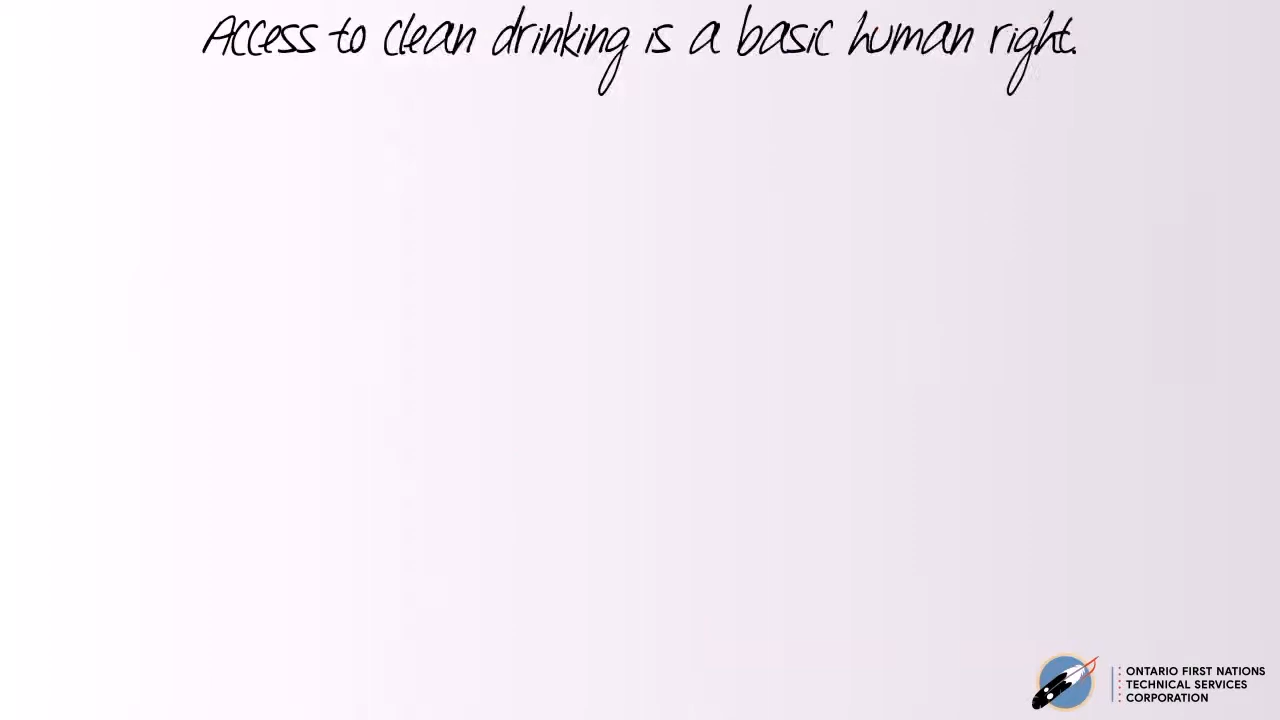 Access to clean drinking is a basic human right.
ONTARIO FIRST NATIONS
TECHNICAL SERVICES
CORPORATION